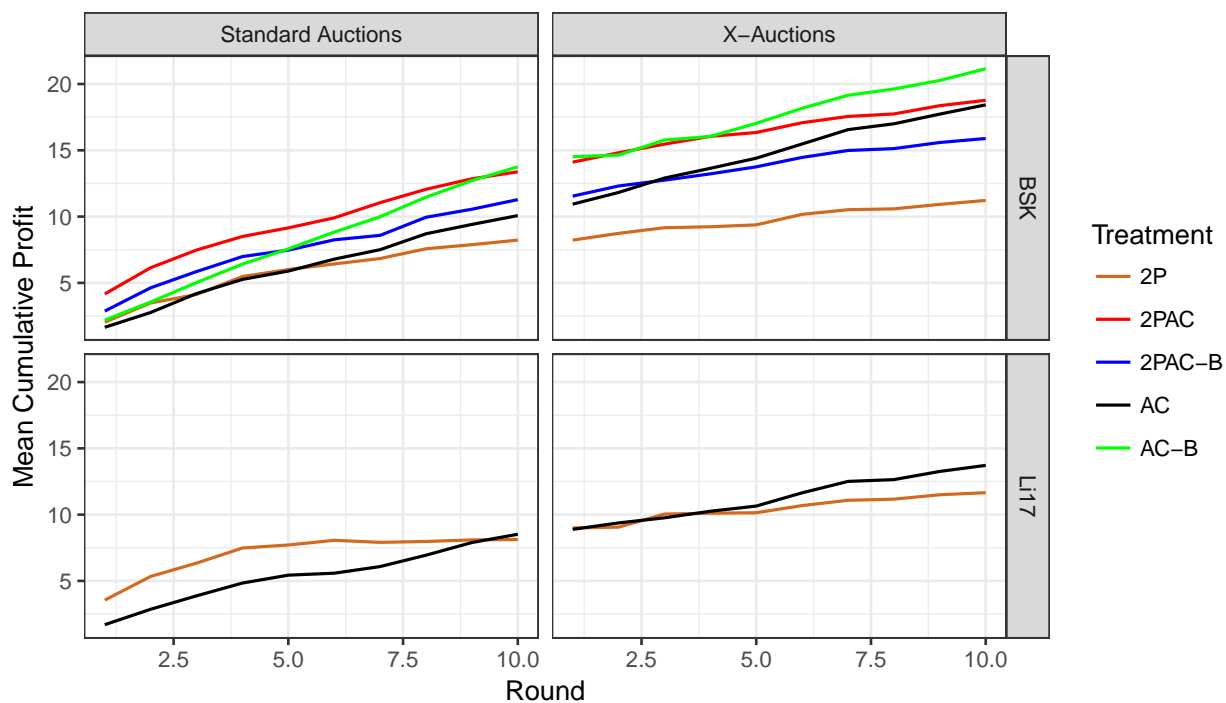 Standard Auctions
X−Auctions
20
15
10
5
BSK
20
15
10
5
Li17
2.5
5.0
7.5
10.0
2.5
5.0
7.5
10.0
Round
Mean Cumulative Profit
Treatment
2P
2PAC
2PAC−B
AC
AC−B